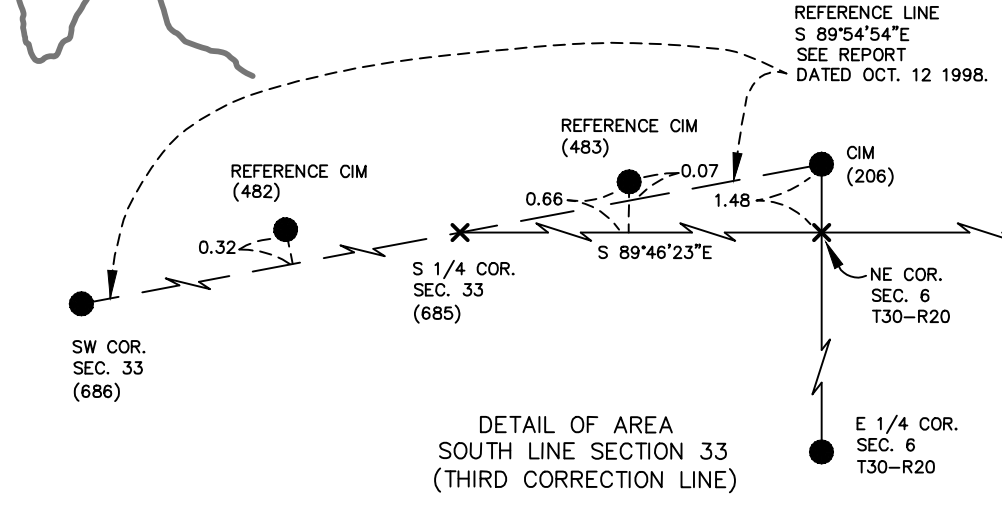 REFERENCE LINE
S 89°54'54"E
SEE REPORT
DATED OCT. 12 1998.
REFERENCE CIM
(483)
0.07
CIM
(206)
REFERENCE CIM
(482)
0.66
1.48
0.32
S 89°46'23"E
S 1/4 COR.
SEC. 33
(685)
NE COR.
SEC. 6
T30-R20
SW COR.
SEC. 33
(686)
DETAIL OF AREA
SOUTH LINE SECTION 33
(THIRD CORRECTION LINE)
E 1/4 COR.
SEC. 6
T30-R20